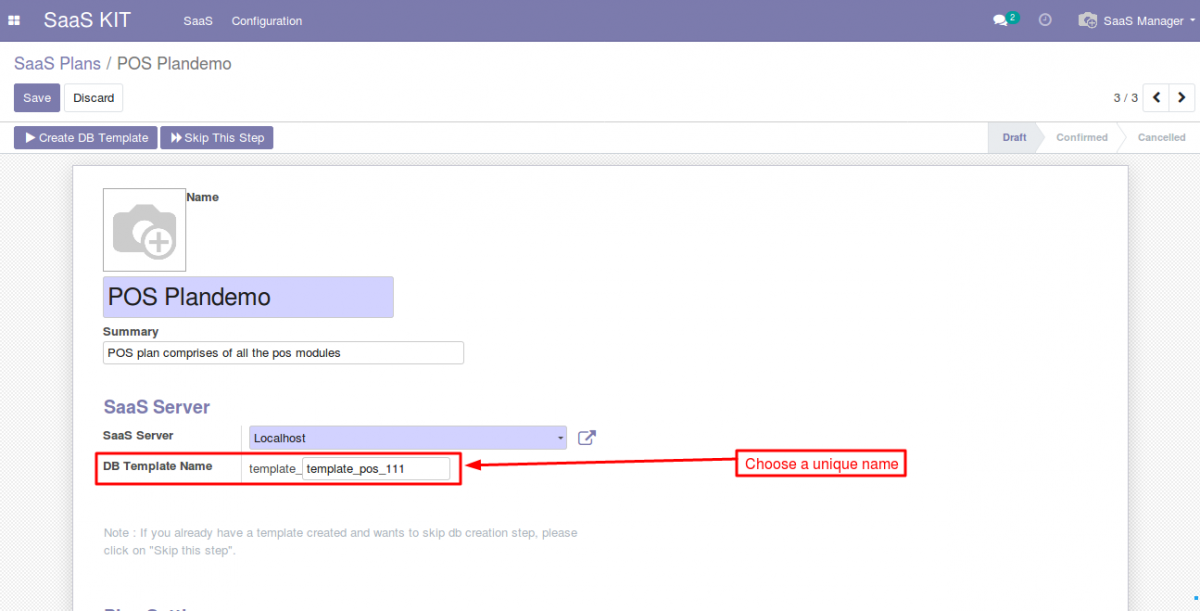 SaaS KIT SaaS Configuration 2 SaaS Manager
SaaS Plans / POS Plandemo
Save Discard 3 / 3
Create DB Template Skip This Step Draft Confirmed Cancelled
Name
POS Plandemo
Summary
POS plan comprises of all the pos modules
SaaS Server
SaaS Server Localhost
DB Template Name template_ template_pos_111
Choose a unique name
Note : If you already have a template created and wants to skip db creation step, please
click on "Skip this step".